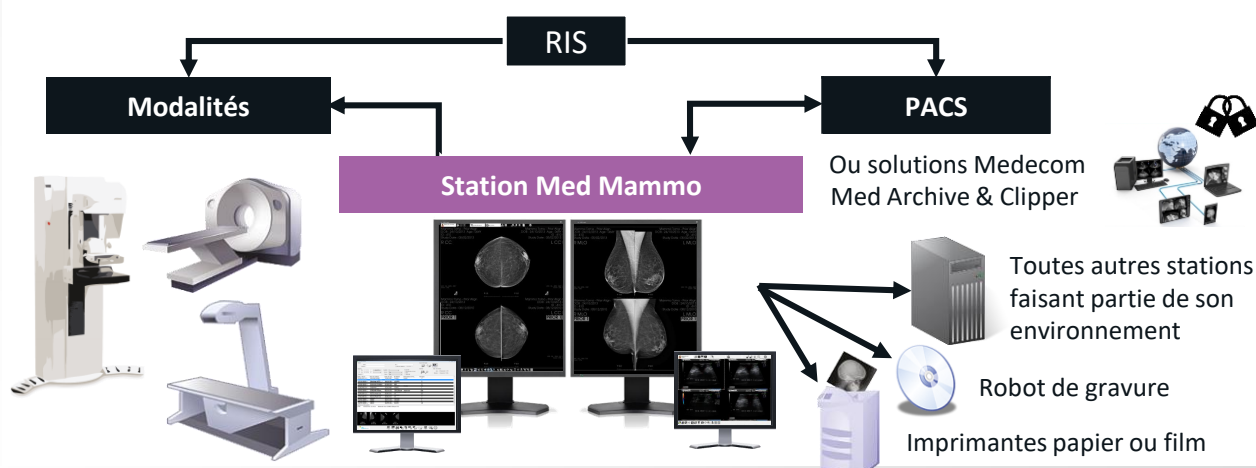 RIS
Modalités
PACS
Station Med Mammo
Ou solutions Medecom
Med Archive & Clipper
Toutes autres stations
faisant partie de son
environnement
Robot de gravure
Imprimantes papier ou film